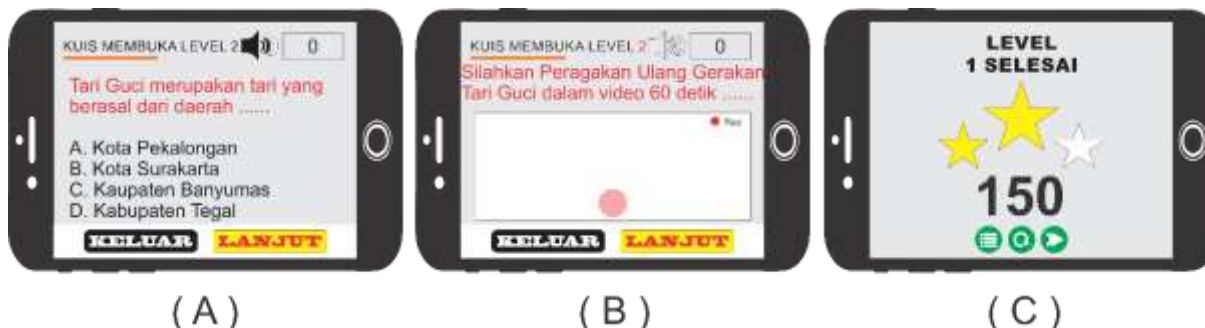 KUIS MEMBUKA LEVEL 2
0
Tari Guci merupakan tari yang
berasal dari daerah ......
A. Kota Pekalongan
B. Kota Surakarta
C. Kaupaten Banyumas
D. Kabupaten Tegal
KELUAR
LANJUT
( A )
KUIS MEMBUKA LEVEL 2
0
Silahkan Peragakan Ulang Gerakan
Tari Guci dalam video 60 detik ......
KELUAR
LANJUT
( B )
LEVEL
1 SELESAI
150
( C )